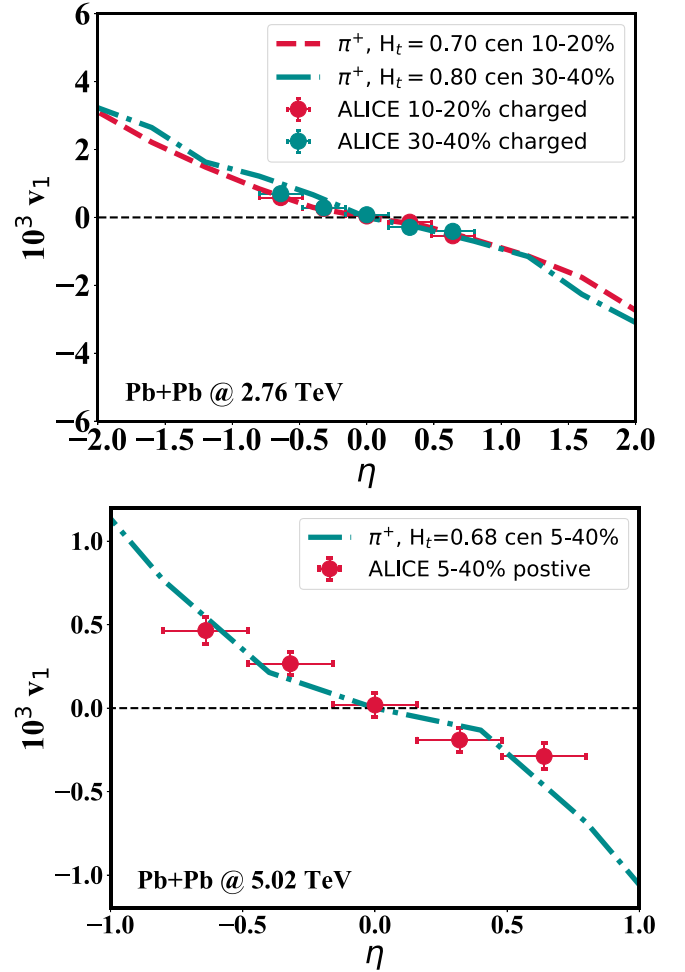 6
4
2
0
−2
−4
−6
10³ v₁
π⁺, Hₜ = 0.70 cen 10-20%
π⁺, Hₜ = 0.80 cen 30-40%
ALICE 10-20% charged
ALICE 30-40% charged
Pb+Pb @ 2.76 TeV
−2.0 −1.5 −1.0 −0.5 0.0 0.5 1.0 1.5 2.0
η
1.0
0.5
0.0
−0.5
−1.0
10³ v₁
π⁺, Hₜ=0.68 cen 5-40%
ALICE 5-40% postive
Pb+Pb @ 5.02 TeV
−1.0 −0.5 0.0 0.5 1.0
η